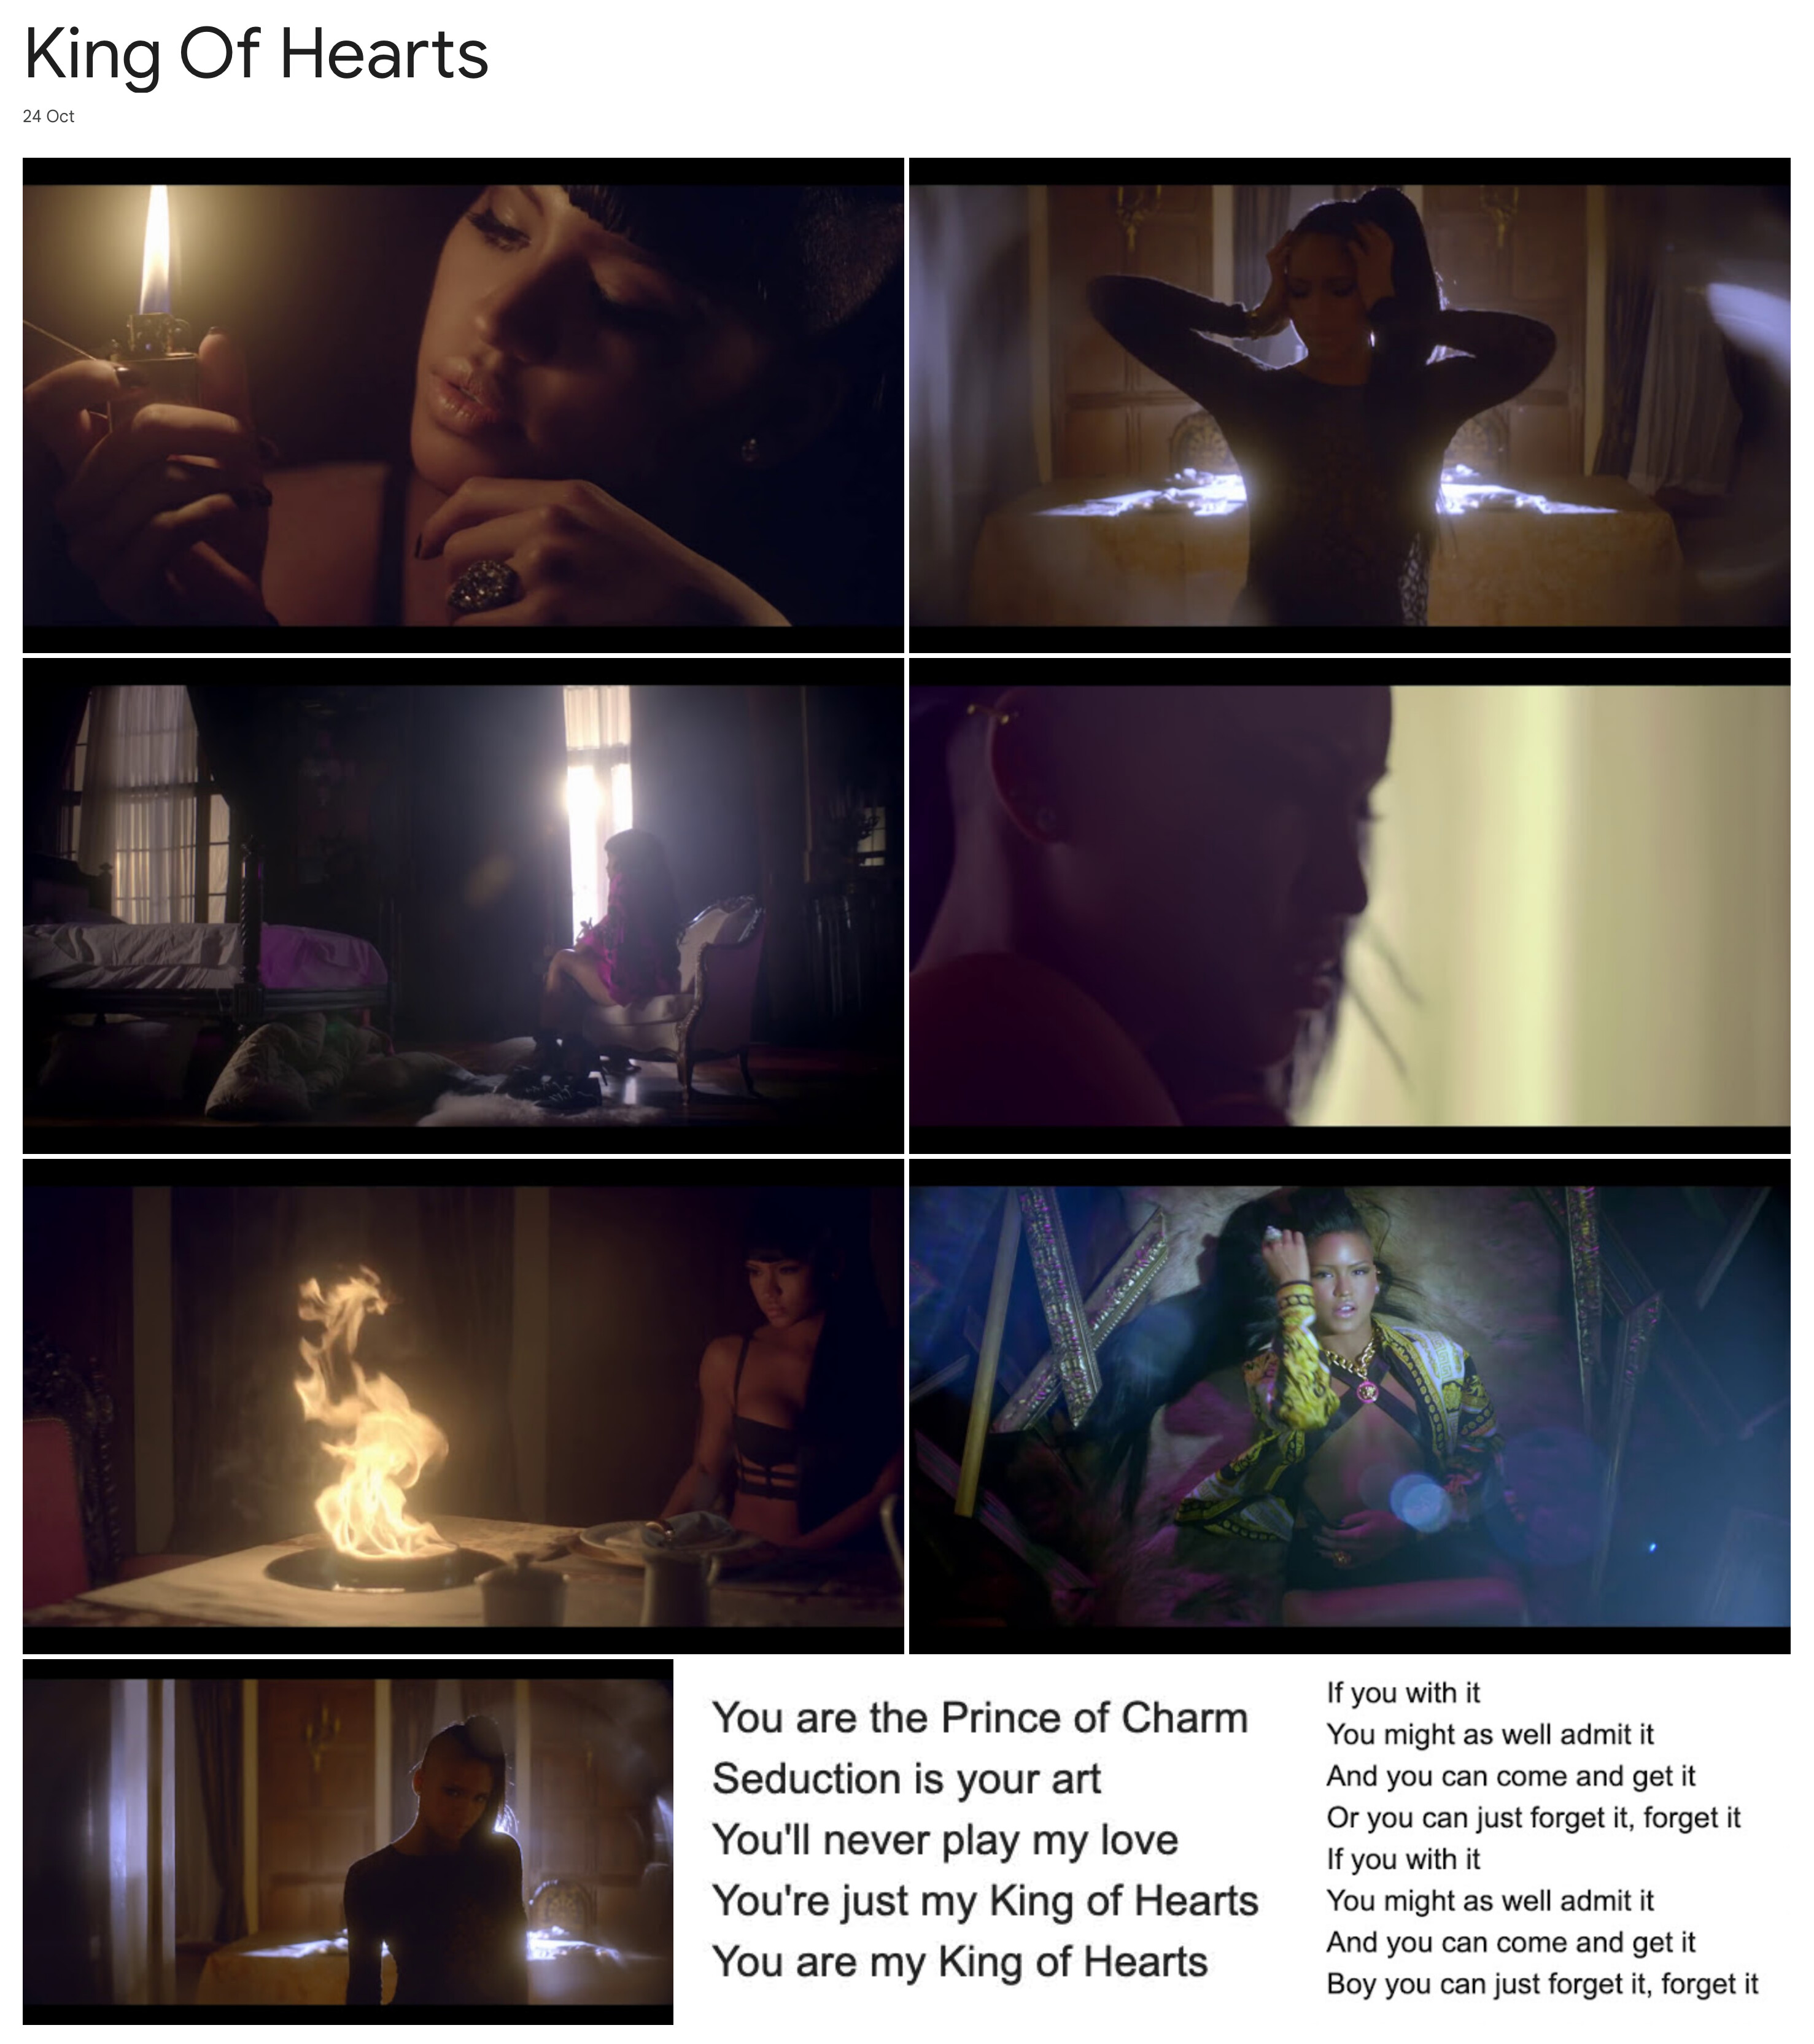 King Of Hearts
24 Oct
You are the Prince of Charm
Seduction is your art
You'll never play my love
You're just my King of Hearts
You are my King of Hearts
If you with it
You might as well admit it
And you can come and get it
Or you can just forget it, forget it
If you with it
You might as well admit it
And you can come and get it
Boy you can just forget it, forget it